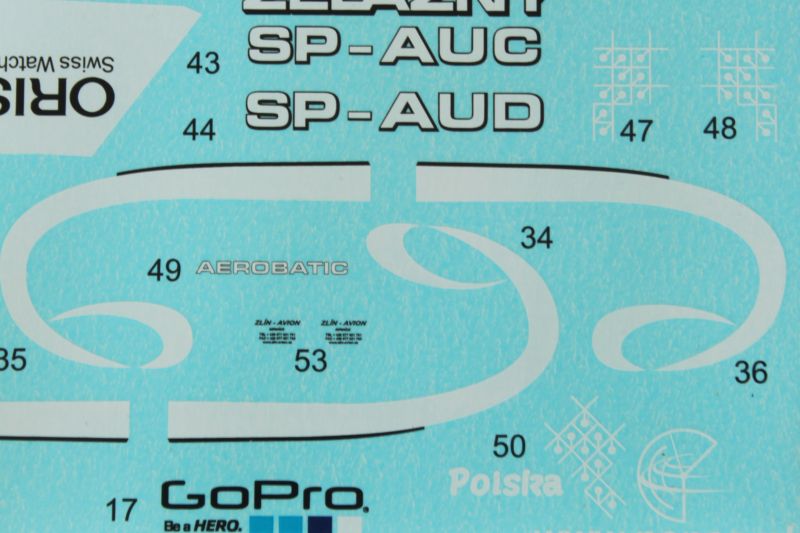 ŻELAZNY
43 SP-AUC
Swiss Watch
ORIS
44 SP-AUD
47 48
34
49 AEROBATIC
ZLÍN - AVION ZLÍN - AVION
35 53 36
50
Polska
17 GoPro.
Be a HERO.